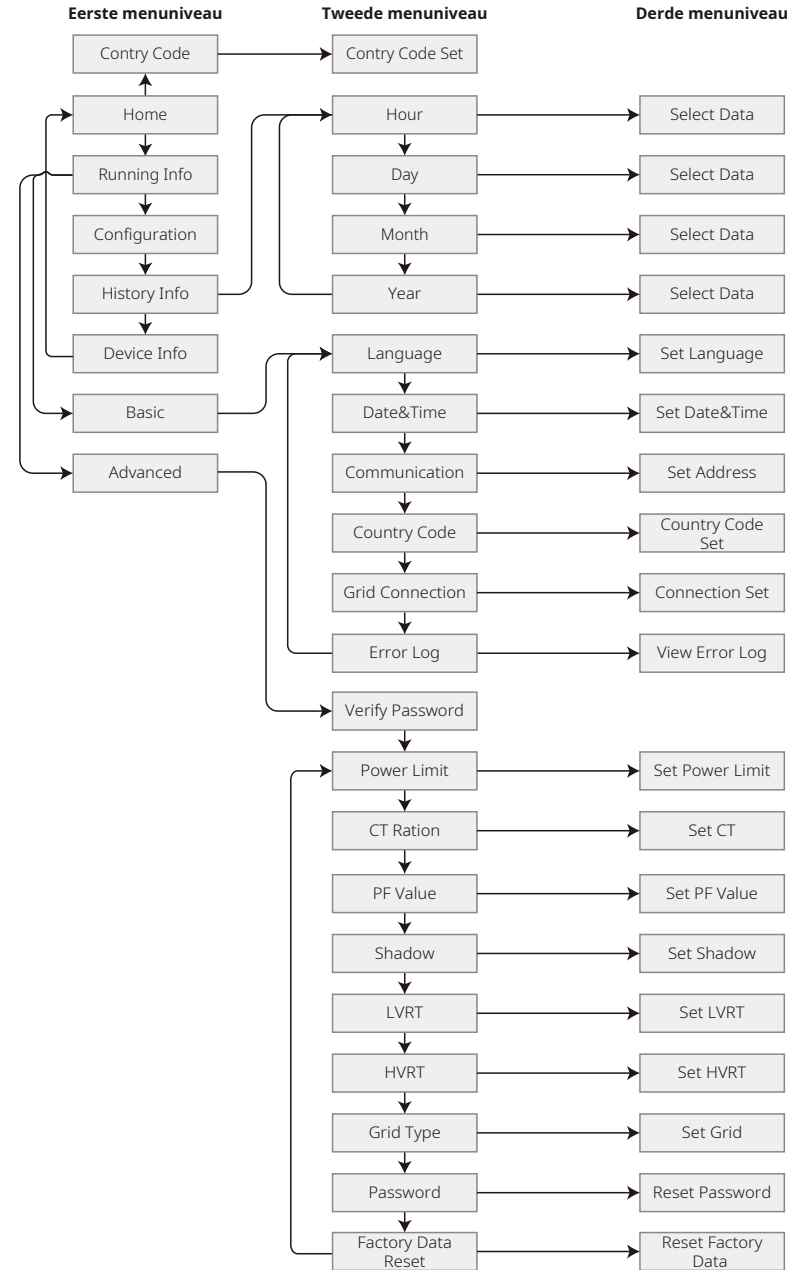 Eerste menuniveau
Tweede menuniveau
Derde menuniveau
Contry Code
Contry Code Set
Home
Hour
Select Data
Running Info
Day
Select Data
Configuration
Month
Select Data
History Info
Year
Select Data
Device Info
Language
Set Language
Basic
Date&Time
Set Date&Time
Advanced
Communication
Set Address
Country Code
Country Code
Set
Grid Connection
Connection Set
Error Log
View Error Log
Verify Password
Power Limit
Set Power Limit
CT Ration
Set CT
PF Value
Set PF Value
Shadow
Set Shadow
LVRT
Set LVRT
HVRT
Set HVRT
Grid Type
Set Grid
Password
Reset Password
Factory Data
Reset
Reset Factory
Data